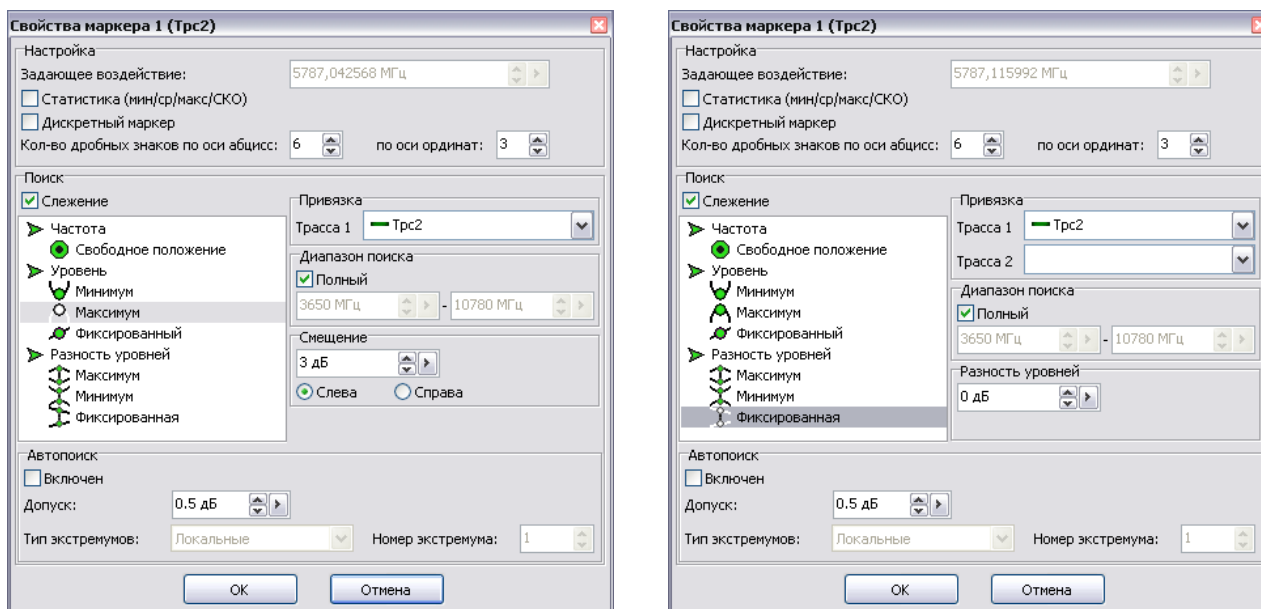 Свойства маркера 1 (Трс2)
Настройка
Задающее воздействие: 5787,042568 МГц
Статистика (мин/ср/макс/СКО)
Дискретный маркер
Кол-во дробных знаков по оси абцисс: 6 по оси ординат: 3
Поиск
Слежение
Частота
Свободное положение
Уровень
Минимум
Максимум
Фиксированный
Разность уровней
Максимум
Минимум
Фиксированная
Привязка
Трасса 1 Трс2
Диапазон поиска
Полный
3650 МГц - 10780 МГц
Смещение
3 дБ
Слева Справа
Автопоиск
Включен
Допуск: 0.5 дБ
Тип экстремумов: Локальные Номер экстремума: 1
ОК Отмена
Свойства маркера 1 (Трс2)
Настройка
Задающее воздействие: 5787,115992 МГц
Статистика (мин/ср/макс/СКО)
Дискретный маркер
Кол-во дробных знаков по оси абцисс: 6 по оси ординат: 3
Поиск
Слежение
Частота
Свободное положение
Уровень
Минимум
Максимум
Фиксированный
Разность уровней
Максимум
Минимум
Фиксированная
Привязка
Трасса 1 Трс2
Трасса 2
Диапазон поиска
Полный
3650 МГц - 10780 МГц
Разность уровней
0 дБ
Автопоиск
Включен
Допуск: 0.5 дБ
Тип экстремумов: Локальные Номер экстремума: 1
ОК Отмена